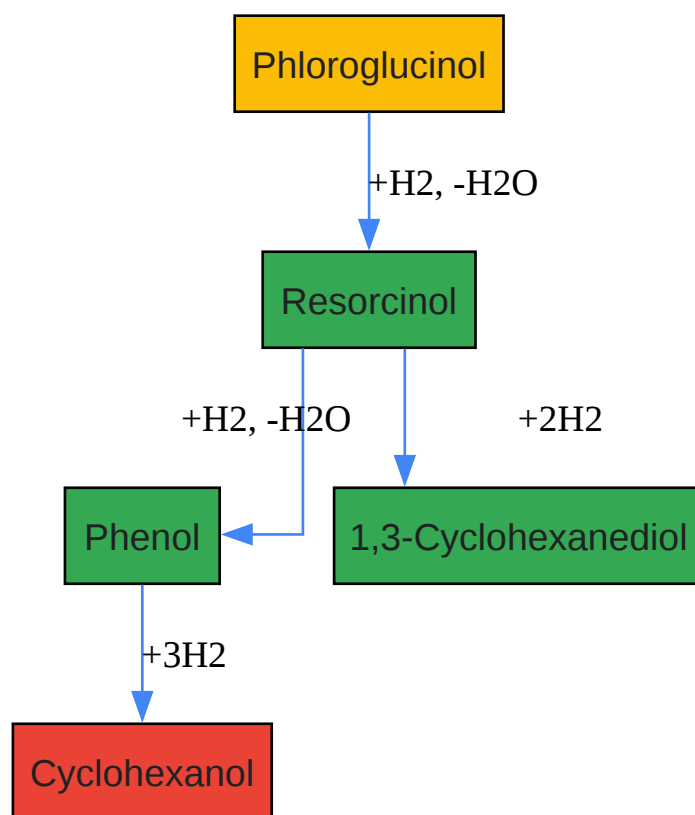 Phloroglucinol
+H2, -H2O
Resorcinol
+H2, -H2O
+2H2
Phenol
1,3-Cyclohexanediol
+3H2
Cyclohexanol